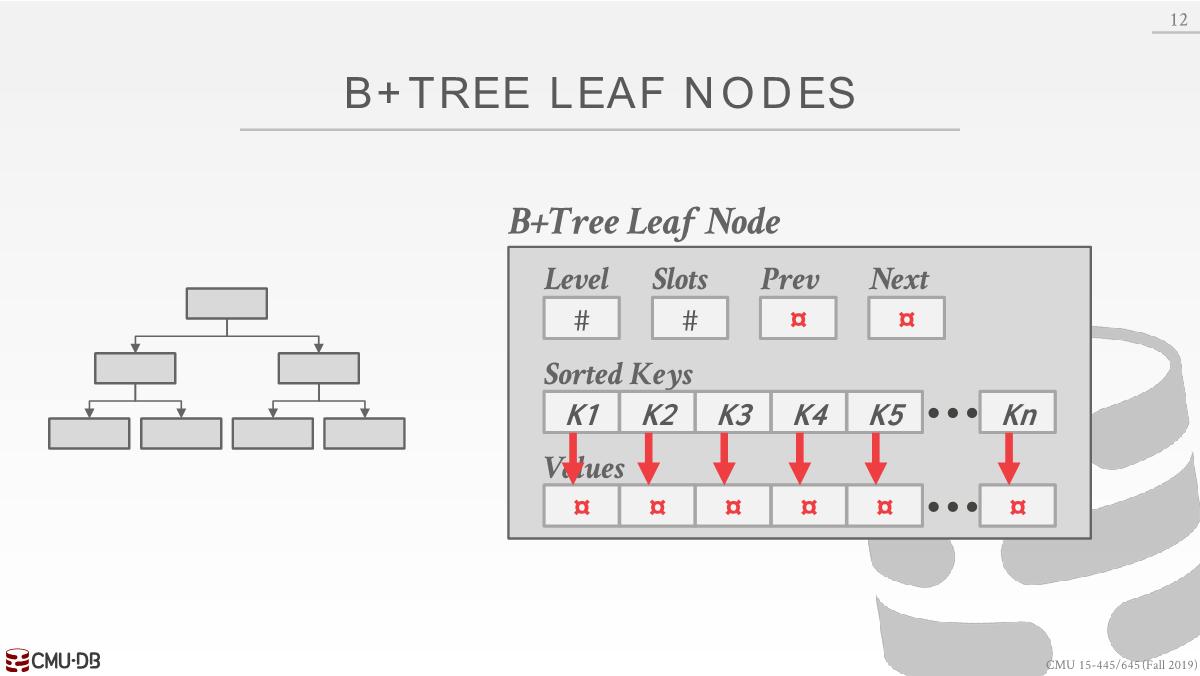 12
B+TREE LEAF NODES
B+Tree Leaf Node
Level Slots Prev Next
# # ¤ ¤
Sorted Keys
K1 K2 K3 K4 K5 ••• Kn
Values
¤ ¤ ¤ ¤ ¤ ••• ¤
CMU·DB
CMU 15-445/645 (Fall 2019)